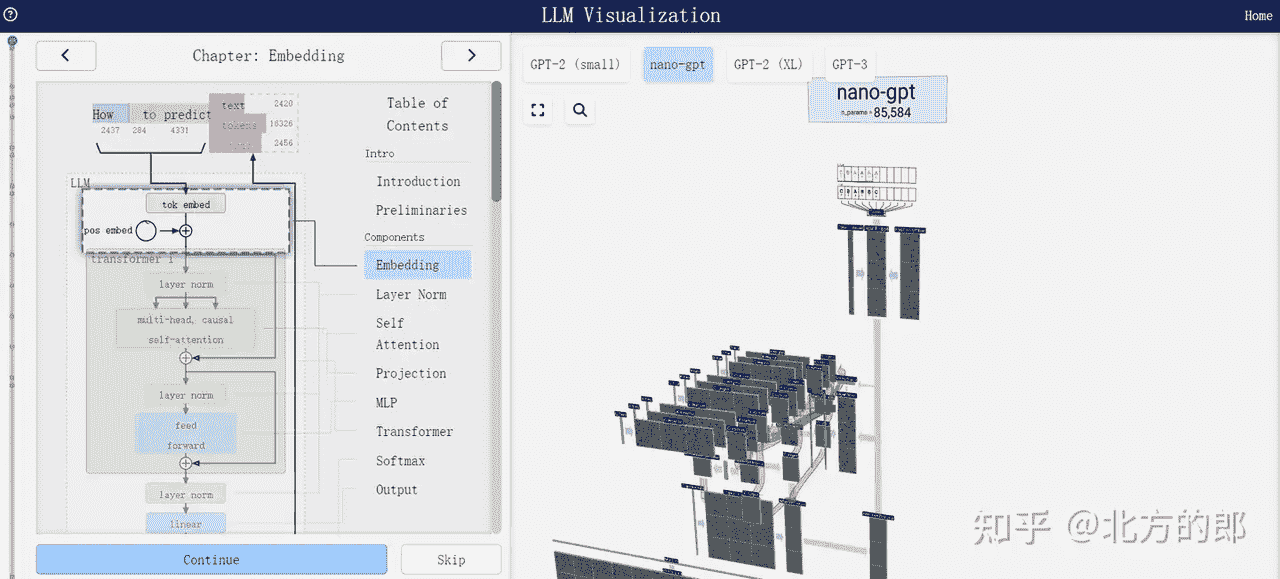 LLM Visualization
Home
Chapter: Embedding
How to predict
2437 284 4331
text 2420
tokens 18326
2456
LLM
tok embed
pos embed
transformer i
layer norm
multi-head, causal
self-attention
layer norm
feed
forward
layer norm
linear
Table of
Contents
Intro
Introduction
Preliminaries
Components
Embedding
Layer Norm
Self
Attention
Projection
MLP
Transformer
Softmax
Output
Continue
Skip
GPT-2 (small)
nano-gpt
GPT-2 (XL)
GPT-3
nano-gpt
n_params = 85,584
知乎 @北方的郎